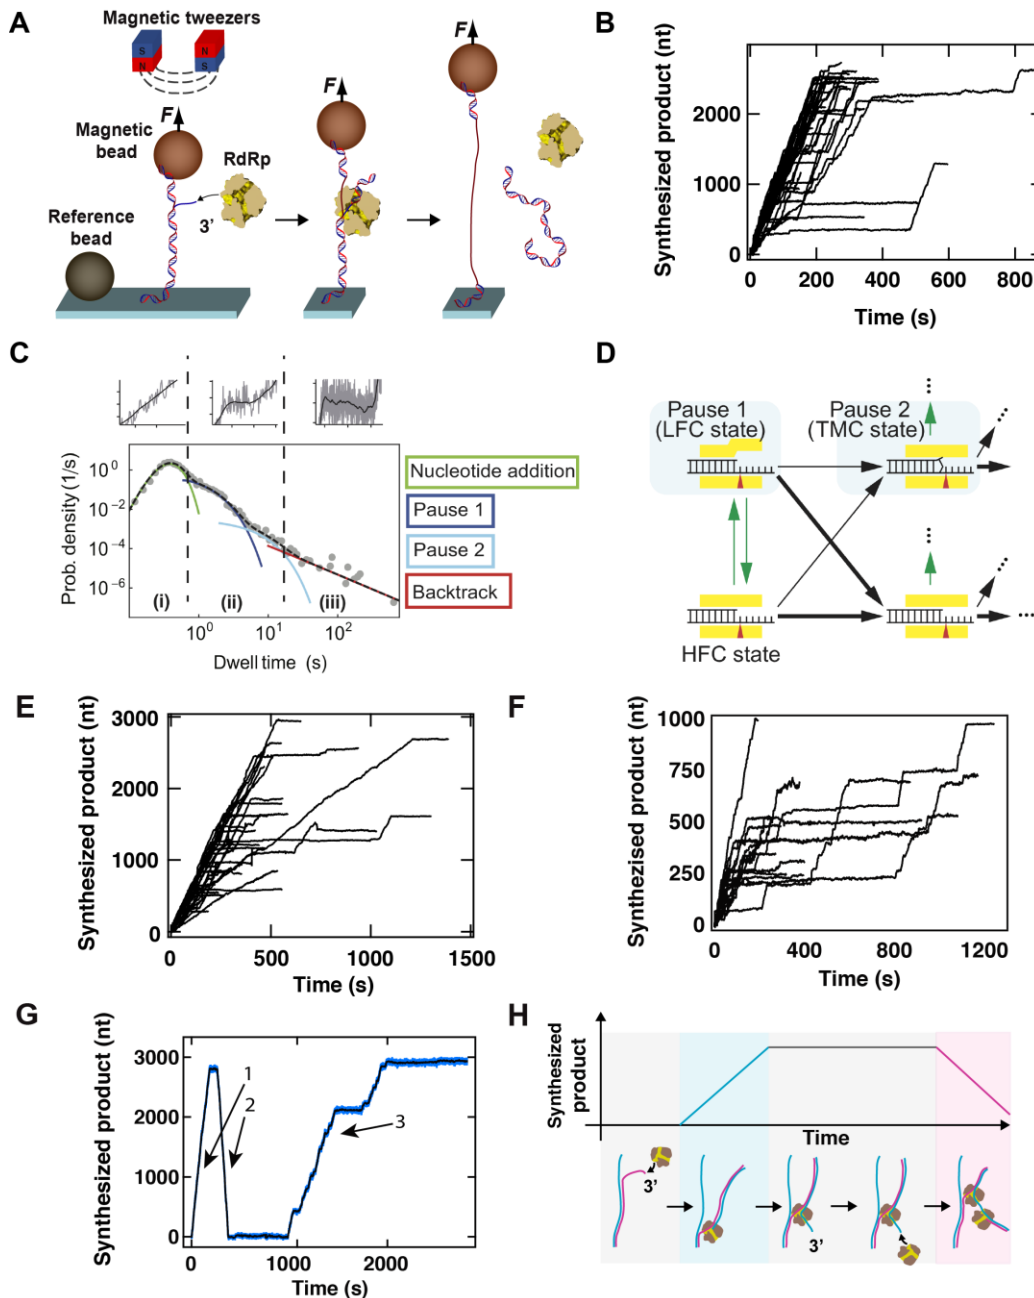 A
Magnetic tweezers
S
N
N
S
F
Magnetic
bead
RdRp
3'
Reference
bead
F
F
B
Synthesized product (nt)
2000
1000
0
0
200
400
600
800
Time (s)
C
Prob. density (1/s)
10^0
10^-2
10^-4
10^-6
(i)
(ii)
(iii)
10^0
10^1
10^2
Dwell time (s)
Nucleotide addition
Pause 1
Pause 2
Backtrack
D
Pause 1
(LFC state)
Pause 2
(TMC state)
HFC state
E
Synthesized product (nt)
3000
2000
1000
0
0
500
1000
1500
Time (s)
F
Synthezised product (nt)
1000
750
500
250
0
0
400
800
1200
Time (s)
G
Synthesized product (nt)
3000
2000
1000
0
1
2
3
0
1000
2000
Time (s)
H
Synthesized
product
Time
3'
3'